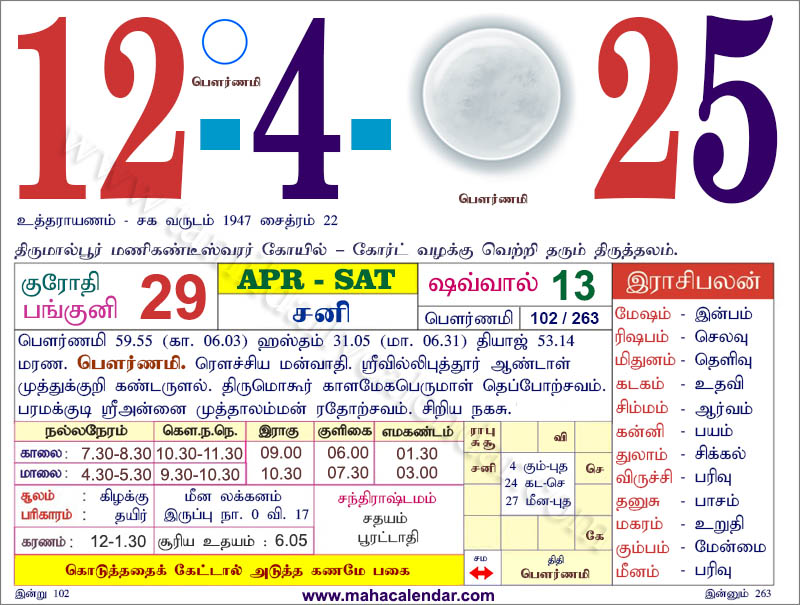 12-4-25
பௌர்ணமி
பௌர்ணமி
உத்தராயணம் - சக வருடம் 1947 சைத்ரம் 22
திருமால்பூர் மணிகண்டீஸ்வரர் கோயில் – கோர்ட் வழக்கு வெற்றி தரும் திருத்தலம்.
குரோதி
பங்குனி 29
APR - SAT
சனி
ஷவ்வால் 13
பௌர்ணமி 102 / 263
பௌர்ணமி 59.55 (கா. 06.03) ஹஸ்தம் 31.05 (மா. 06.31) தியாஜ் 53.14
மரண. பௌர்ணமி. ரௌச்சிய மன்வாதி. ஸ்ரீவில்லிபுத்தூர் ஆண்டாள்
முத்துக்குறி கண்டருளல். திருமொகூர் காளமேகபெருமாள் தெப்போற்சவம்.
பரமக்குடி ஸ்ரீஅன்னை முத்தாலம்மன் ரதோற்சவம். சிறிய நகசு.
நல்லநேரம் கௌ.ந.நே. இராகு குளிகை எமகண்டம்
காலை: 7.30-8.30 10.30-11.30 09.00 06.00 01.30
மாலை: 4.30-5.30 9.30-10.30 10.30 07.30 03.00
சூலம் : கிழக்கு
பரிகாரம் : தயிர்
மீன லக்கனம்
இருப்பு நா. 0 வி. 17
கரணம் : 12-1.30 சூரிய உதயம் : 6.05
சந்திராஷ்டமம்
சதயம்
பூரட்டாதி
ராபு
சுசூ
வி
சனி
4 கும்-புத
24 கட-செ
27 மீன-புத
செ
கே
கொடுத்ததைக் கேட்டால் அடுத்த கணமே பகை
சம
திதி
பௌர்ணமி
இராசிபலன்
மேஷம் - இன்பம்
ரிஷபம் - செலவு
மிதுனம் - தெளிவு
கடகம் - உதவி
சிம்மம் - ஆர்வம்
கன்னி - பயம்
துலாம் - சிக்கல்
விருச்சி - பரிவு
தனுசு - பாசம்
மகரம் - உறுதி
கும்பம் - மேன்மை
மீனம் - பரிவு
இன்று 102
www.mahacalendar.com
இன்னும் 263